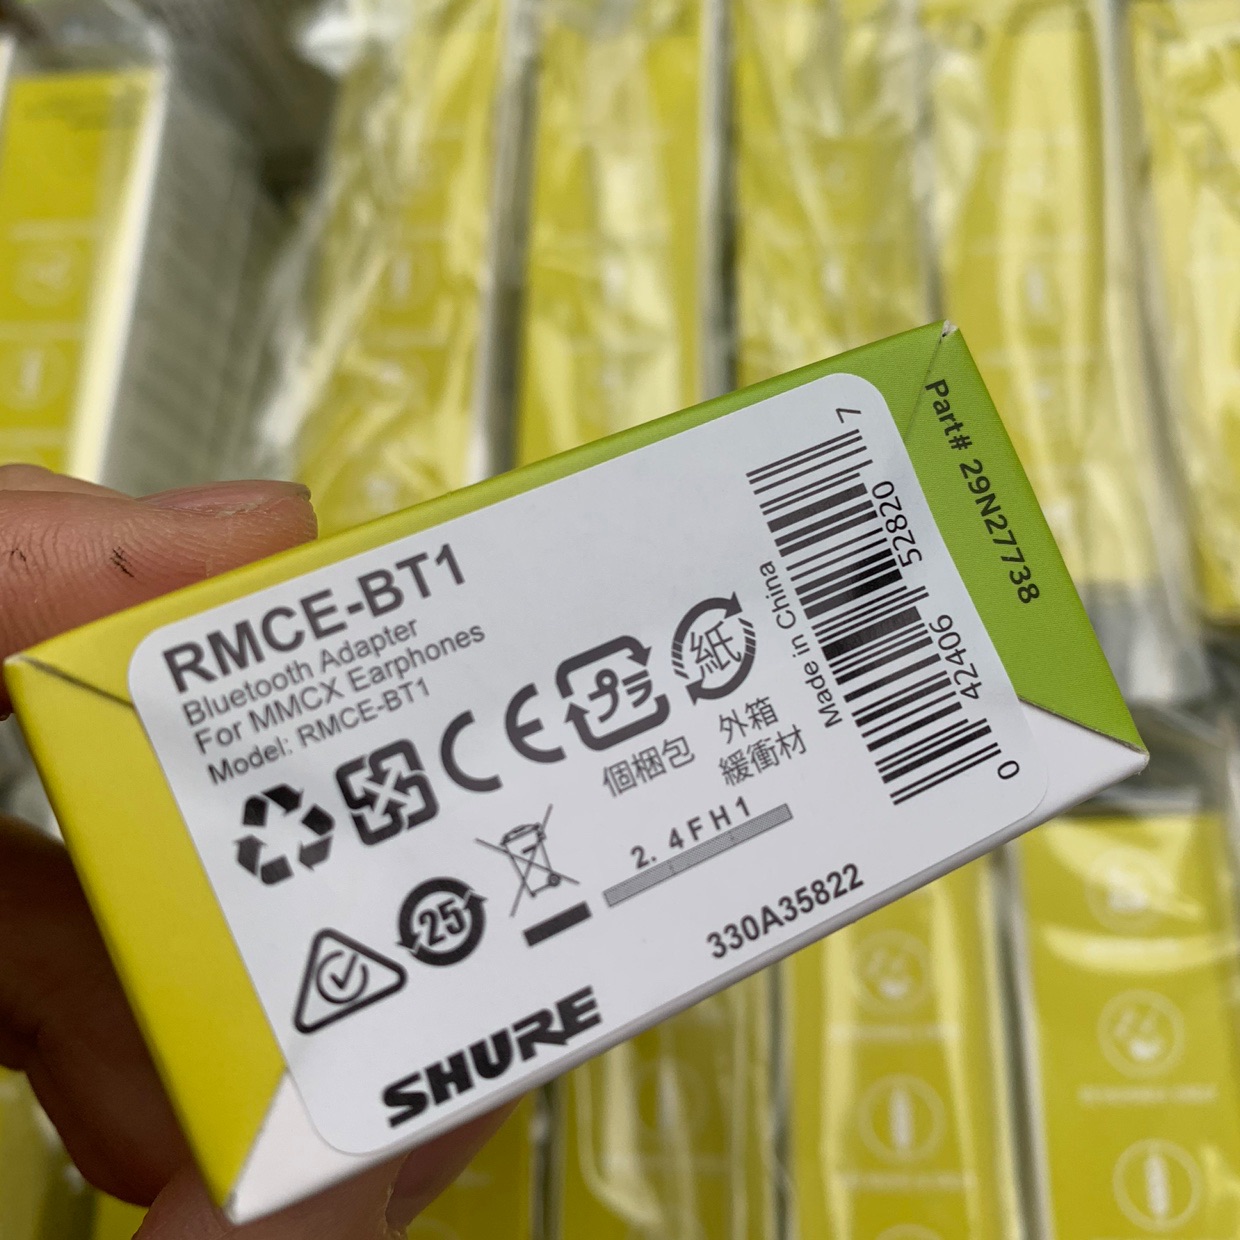 RMCE-BT1
Bluetooth Adapter
For MMCX Earphones
Model: RMCE-BT1
プラ
紙
個梱包
外箱
緩衝材
25
2.4FH1
330A35822
SHURE
Made in China
0 42406 52820 7
Part# 29N27738